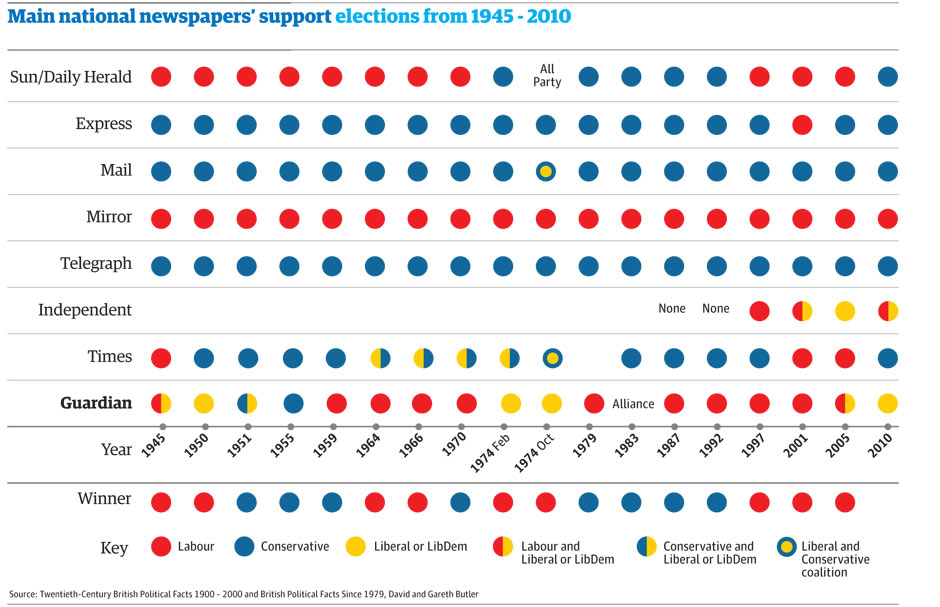 Main national newspapers' support elections from 1945 - 2010
Sun/Daily Herald
All
Party
Express
Mail
Mirror
Telegraph
Independent
None None
Times
Guardian
Alliance
Year
1945 1950 1951 1955 1959 1964 1966 1970 1974 Feb 1974 Oct 1979 1983 1987 1992 1997 2001 2005 2010
Winner
Key
Labour
Conservative
Liberal or LibDem
Labour and
Liberal or LibDem
Conservative and
Liberal or LibDem
Liberal and
Conservative
coalition
Source: Twentieth-Century British Political Facts 1900 - 2000 and British Political Facts Since 1979, David and Gareth Butler